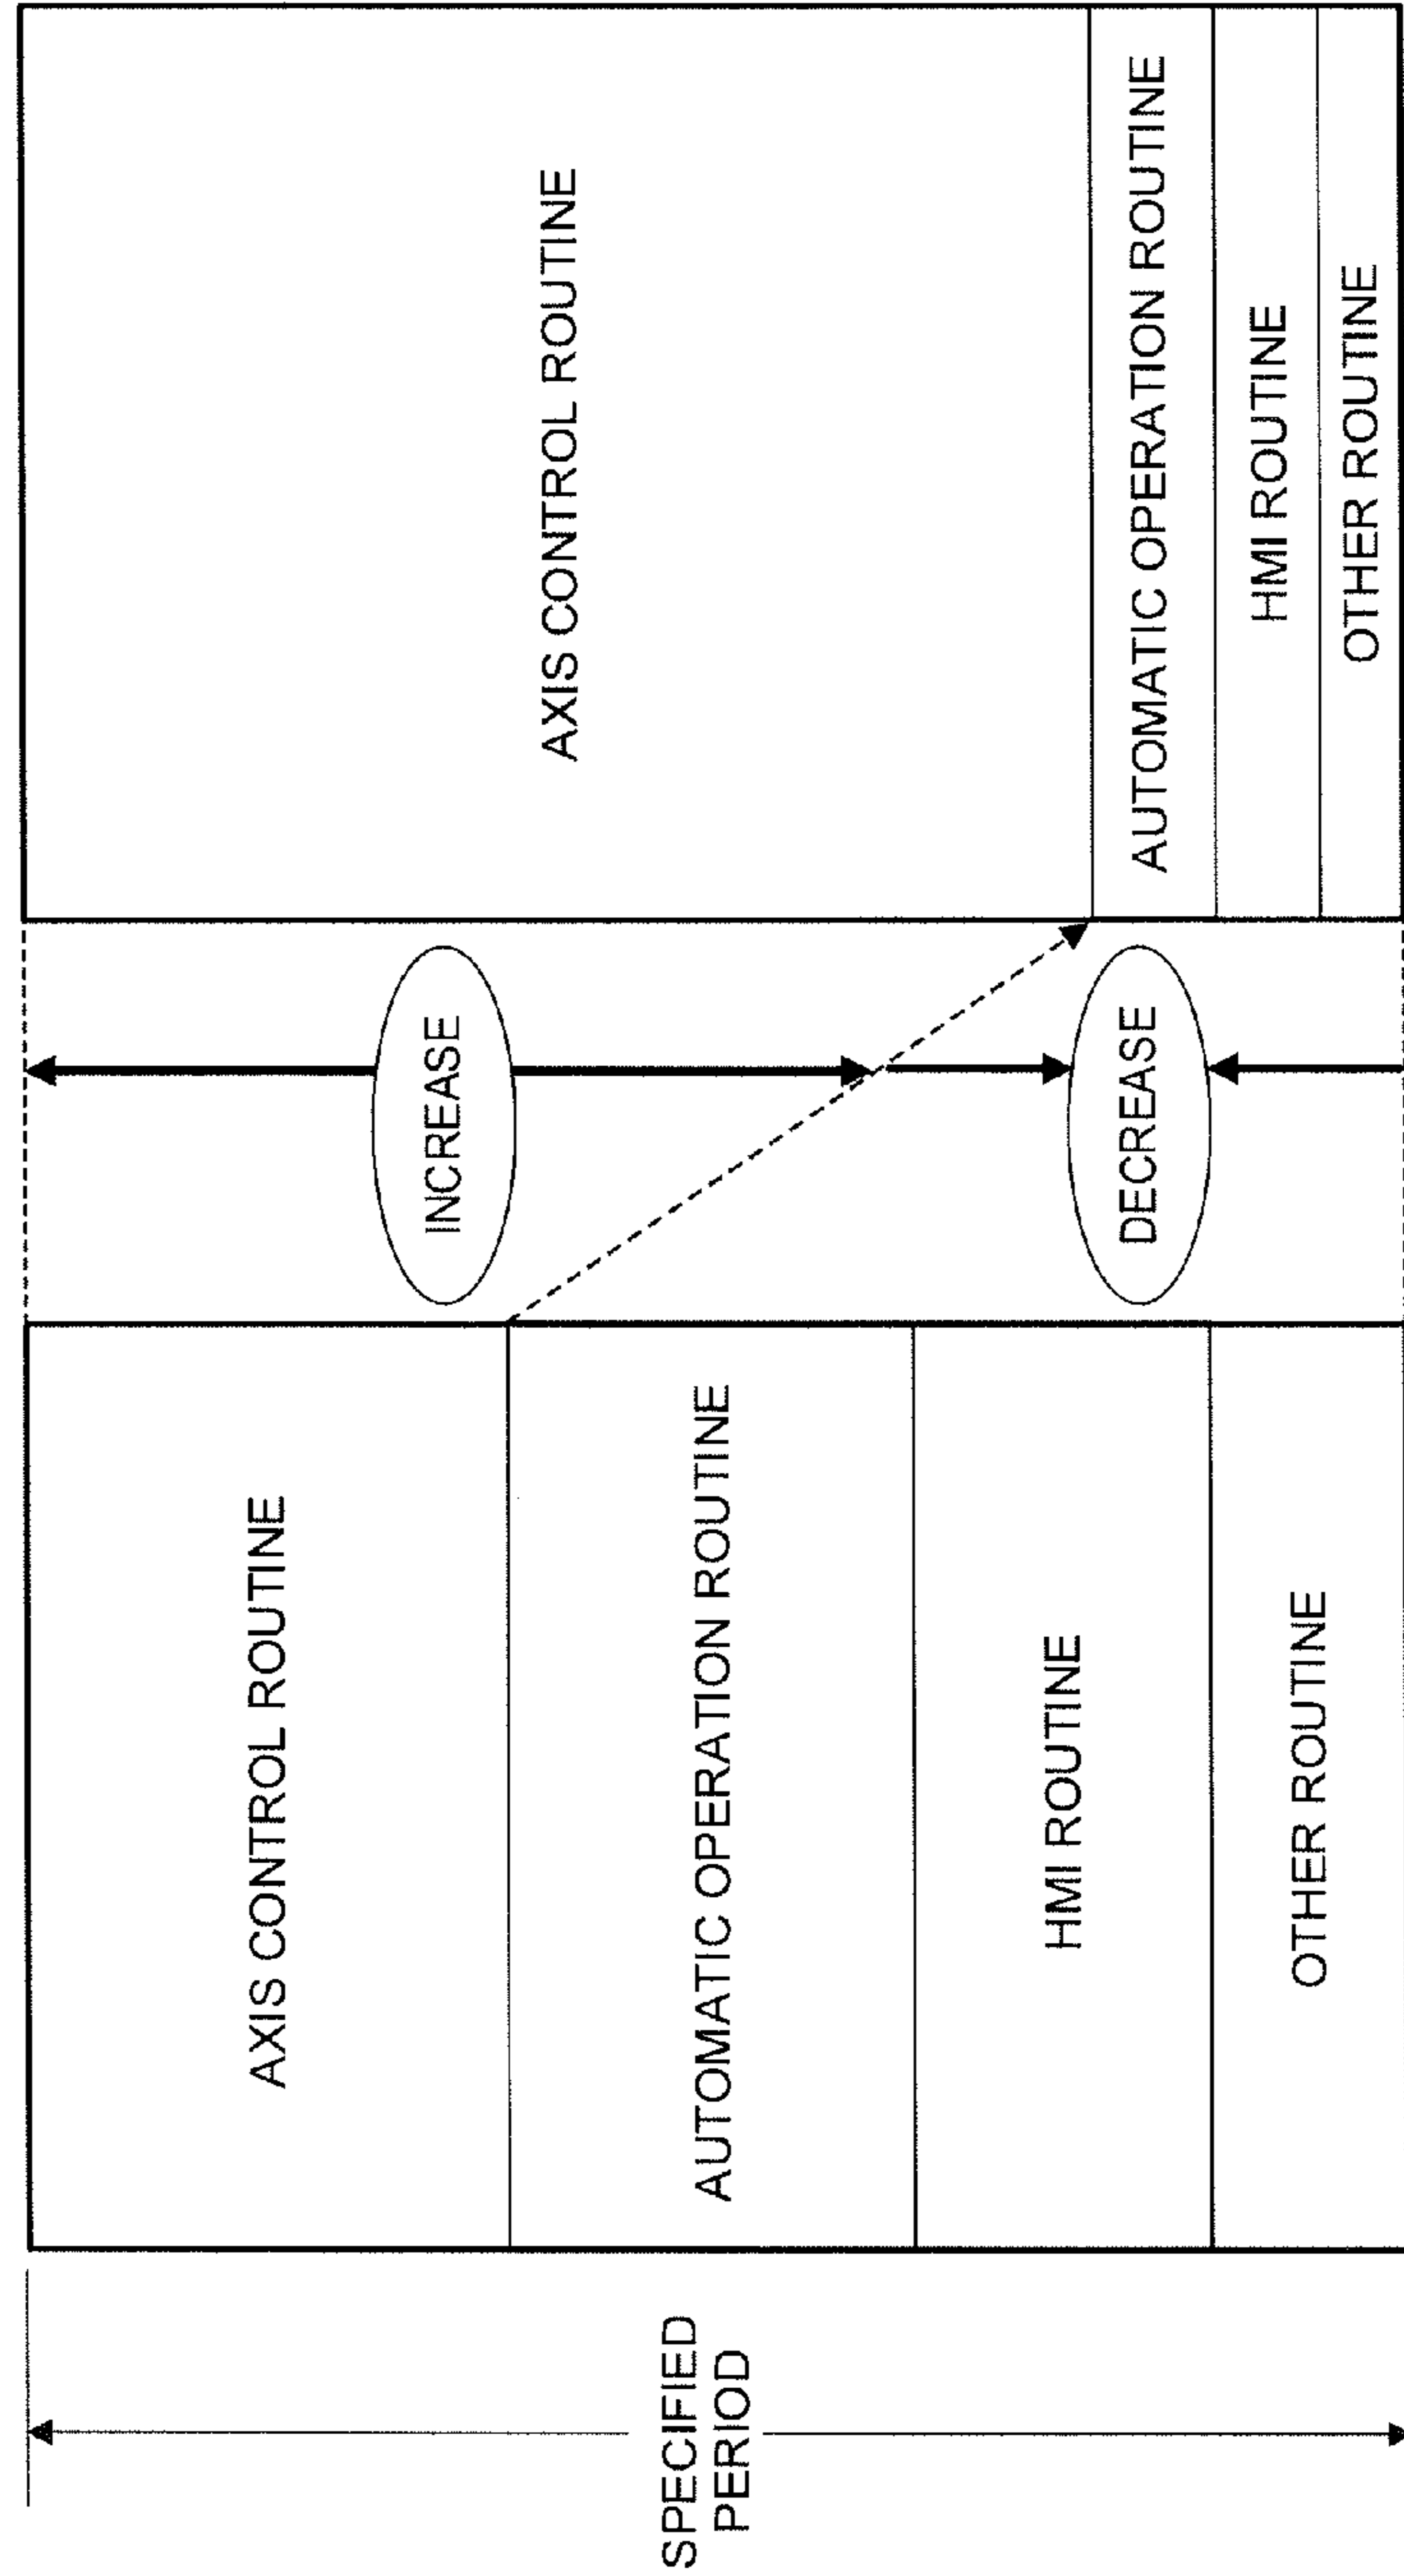 SPECIFIED
PERIOD
AXIS CONTROL ROUTINE
AUTOMATIC OPERATION ROUTINE
HMI ROUTINE
OTHER ROUTINE
INCREASE
DECREASE
AXIS CONTROL ROUTINE
AUTOMATIC OPERATION ROUTINE
HMI ROUTINE
OTHER ROUTINE